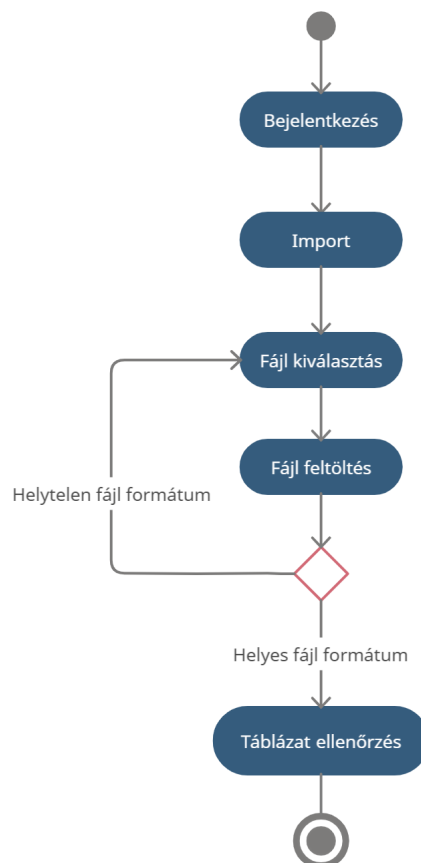 Bejelentkezés
Import
Fájl kiválasztás
Fájl feltöltés
Helytelen fájl formátum
Helyes fájl formátum
Táblázat ellenőrzés